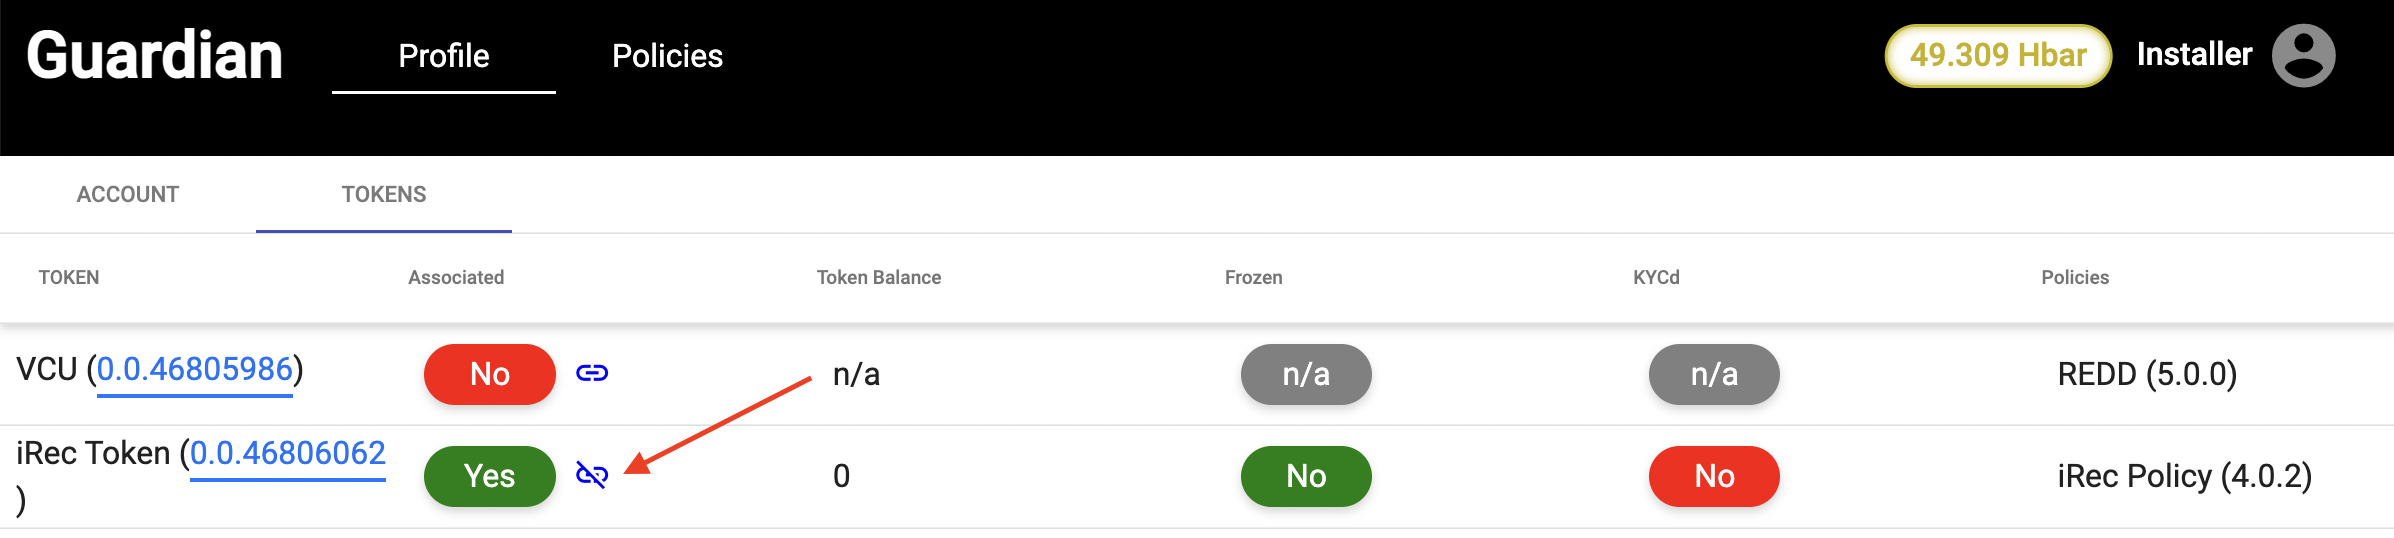 Guardian Profile Policies 49.309 Hbar Installer
ACCOUNT TOKENS
TOKEN Associated Token Balance Frozen KYCd Policies
VCU (0.0.46805986) No n/a n/a n/a REDD (5.0.0)
iRec Token (0.0.46806062
) Yes 0 No No iRec Policy (4.0.2)